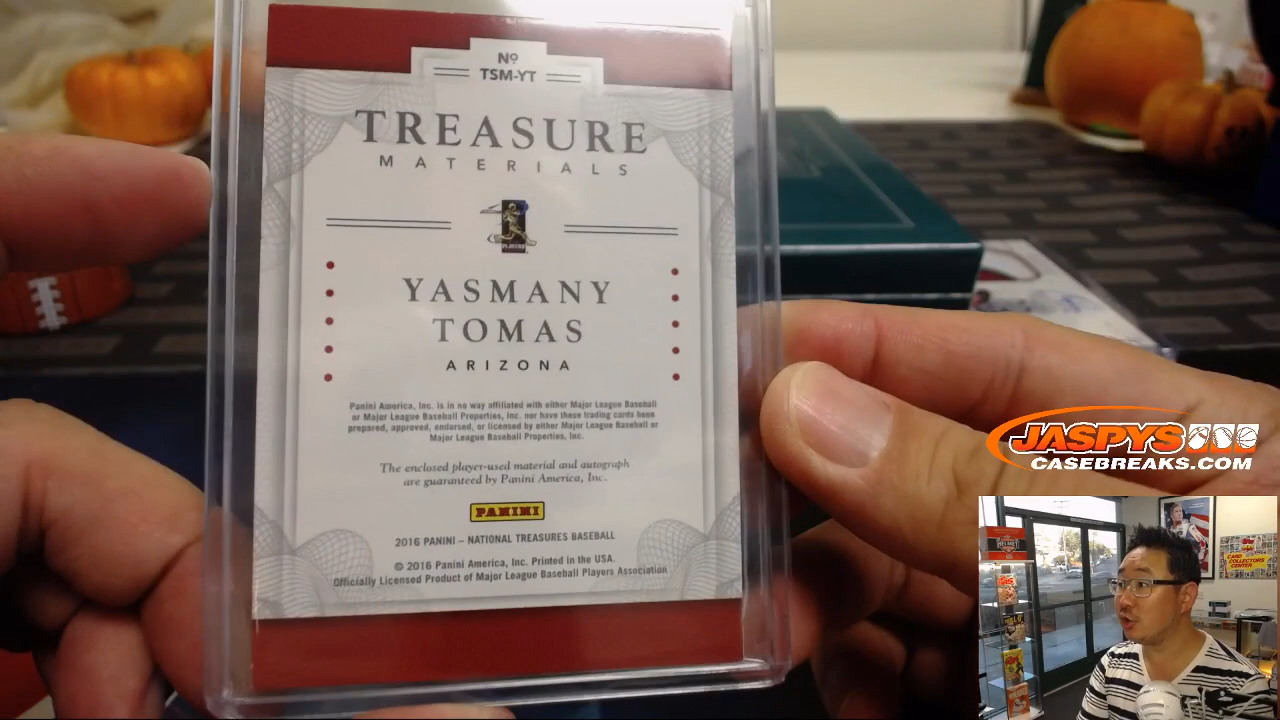 Nº
TSM-YT
TREASURE
MATERIALS
YASMANY
TOMAS
ARIZONA
Panini America, Inc. is in no way affiliated with either Major League Baseball
or Major League Baseball Properties, Inc. nor have these trading cards been
prepared, approved, endorsed, or licensed by either Major League Baseball or
Major League Baseball Properties, Inc.
The enclosed player-used material and autograph
are guaranteed by Panini America, Inc.
PANINI
2016 PANINI – NATIONAL TREASURES BASEBALL
© 2016 Panini America, Inc. Printed in the USA.
Officially Licensed Product of Major League Baseball Players Association
JASPYS
CASEBREAKS.COM
CARD
COLLECTORS
CENTER